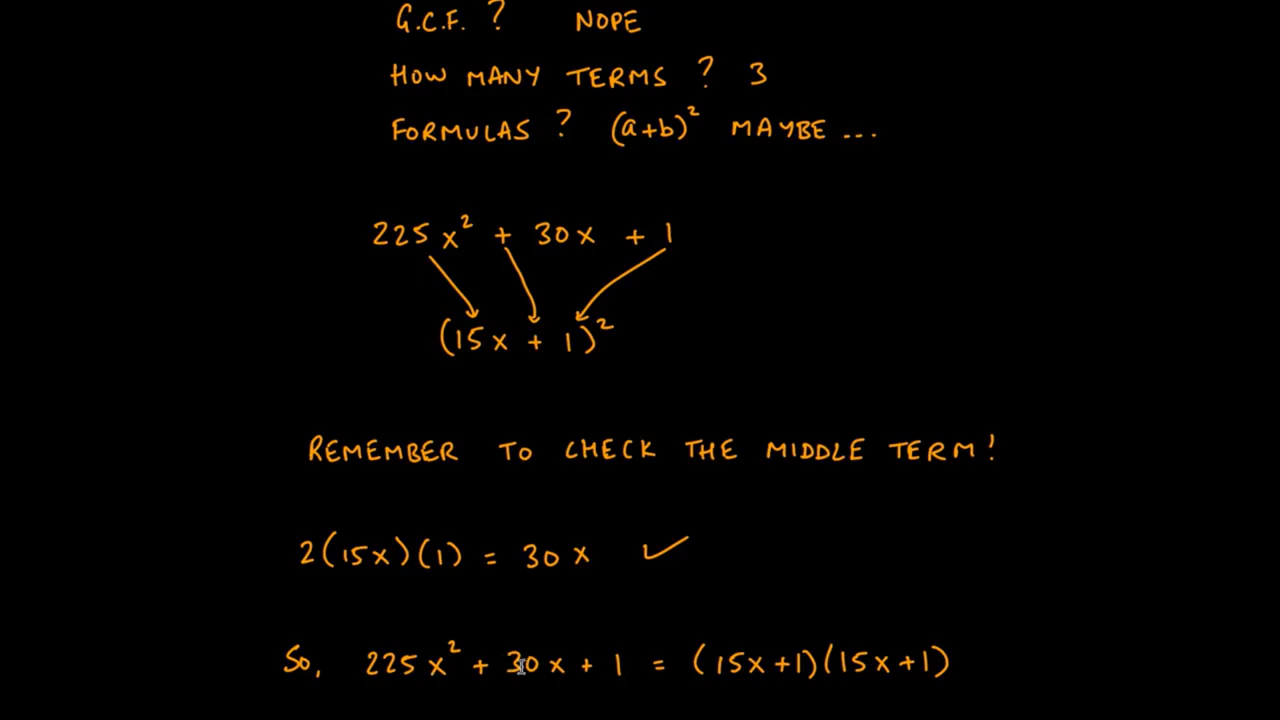 G.C.F. ? NOPE
HOW MANY TERMS ? 3
FORMULAS ? (a+b)² MAYBE ...
225x² + 30x + 1
(15x + 1)²
REMEMBER TO CHECK THE MIDDLE TERM!
2(15x)(1) = 30x ✓
So, 225x² + 30x + 1 = (15x+1)(15x+1)